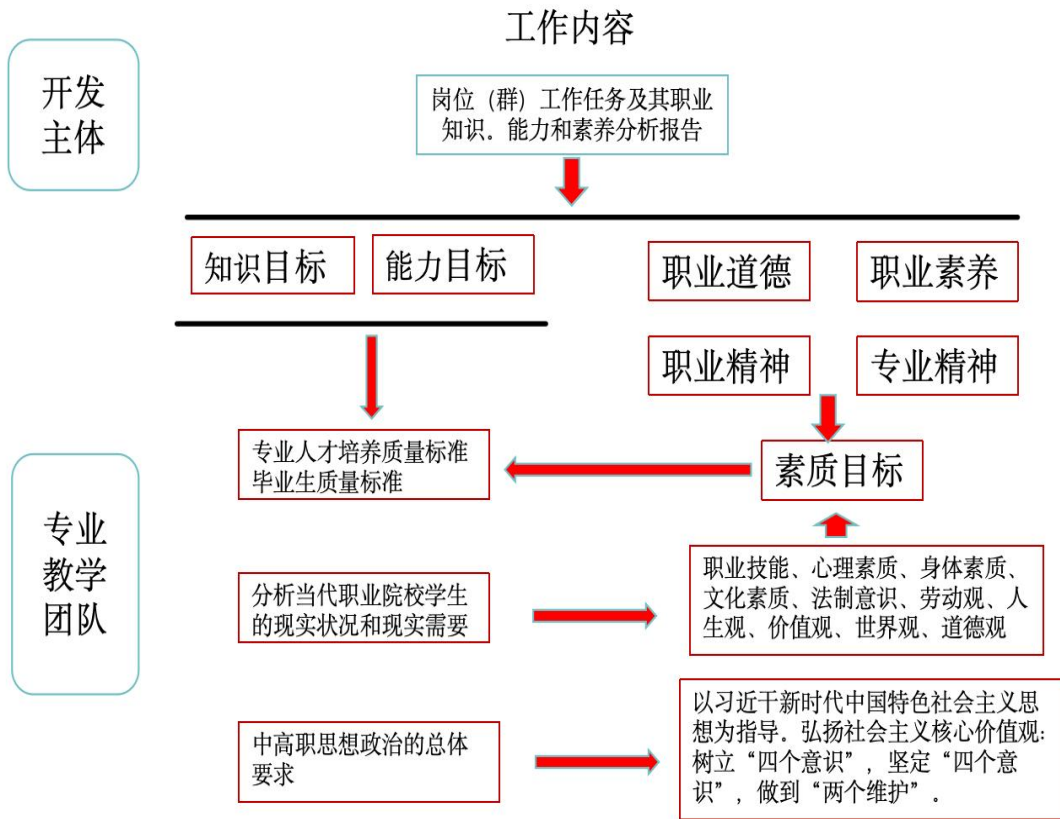 工作内容
开发
主体
岗位（群）工作任务及其职业
知识。能力和素养分析报告
知识目标
能力目标
职业道德
职业素养
职业精神
专业精神
专业人才培养质量标准
毕业生质量标准
素质目标
专业
教学
团队
分析当代职业院校学生
的现实状况和现实需要
职业技能、心理素质、身体素质、
文化素质、法制意识、劳动观、人
生观、价值观、世界观、道德观
中高职思想政治的总体
要求
以习近干新时代中国特色社会主义思
想为指导。弘扬社会主义核心价值观:
树立“四个意识”，坚定“四个意
识”，做到“两个维护”.